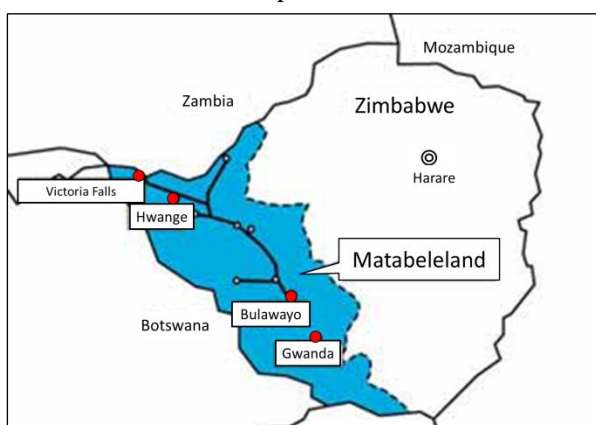 Mozambique
Zambia
Zimbabwe
Harare
Victoria Falls
Hwange
Matabeleland
Botswana
Bulawayo
Gwanda